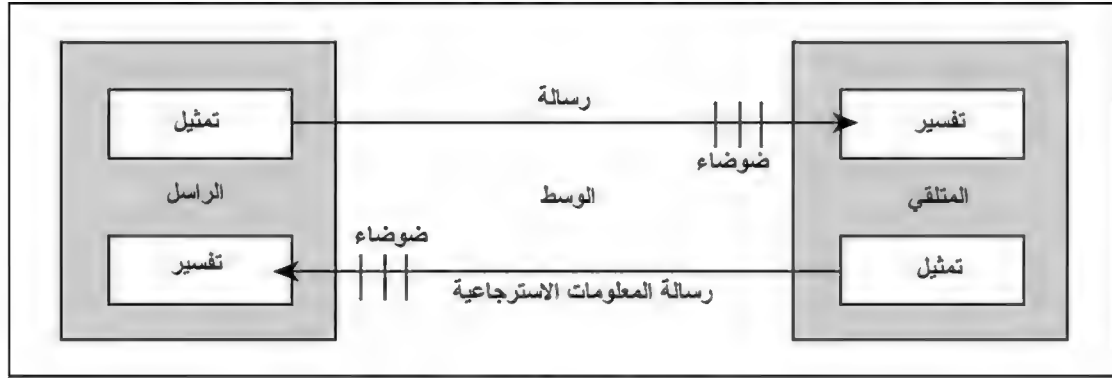 رسالة
تمثيل
تفسير
ضوضاء
الراسل
الوسط
المتلقي
ضوضاء
تفسير
تمثيل
رسالة المعلومات الاسترجاعية